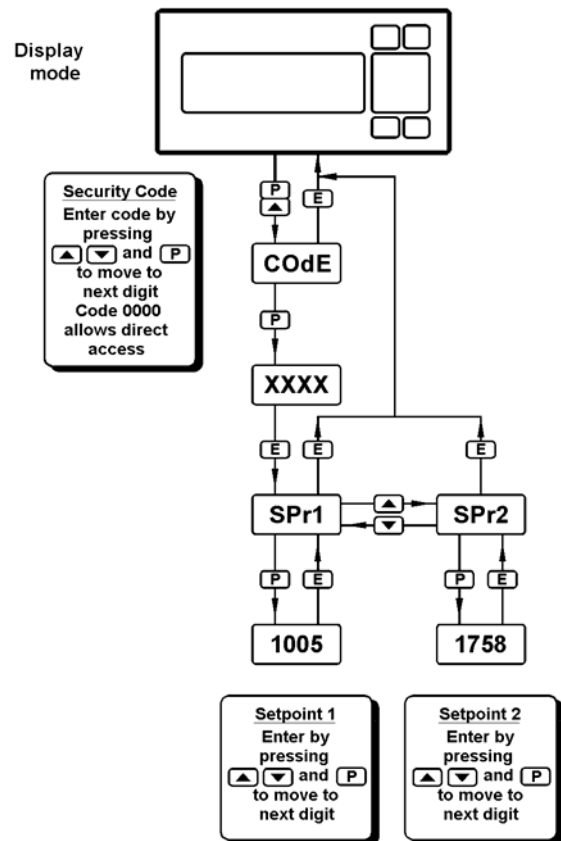 Display
mode
Security Code
Enter code by
pressing
▲ ▼ and P
to move to
next digit
Code 0000
allows direct
access
P
▲
E
COdE
P
XXXX
E
E
E
SPr1
▲
▼
SPr2
P
E
P
E
1005
1758
Setpoint 1
Enter by
pressing
▲ ▼ and P
to move to
next digit
Setpoint 2
Enter by
pressing
▲ ▼ and P
to move to
next digit